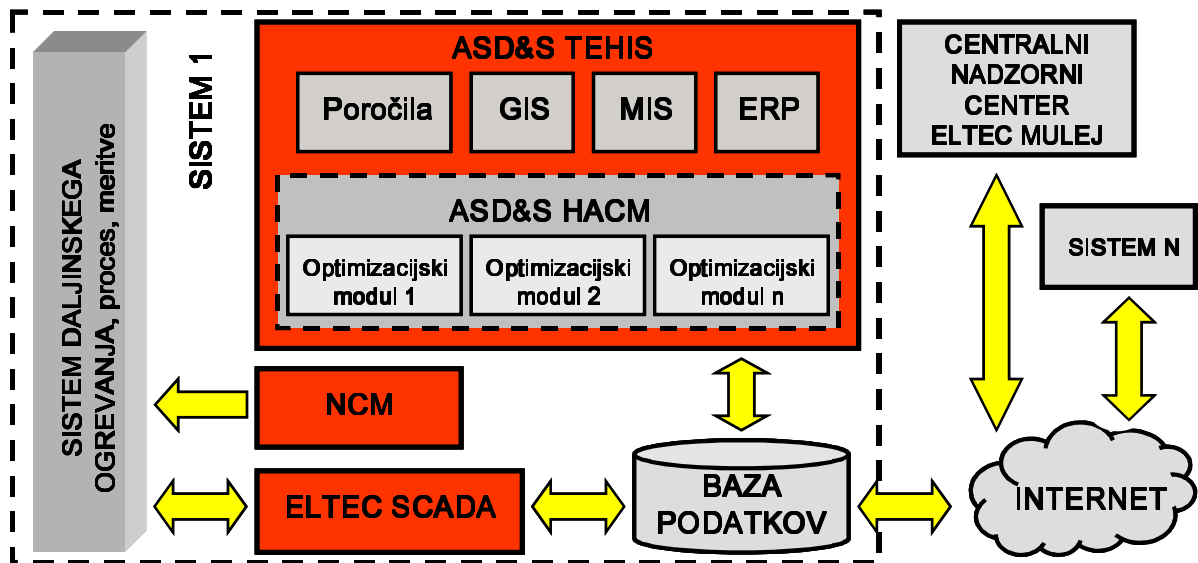 SISTEM DALJINSKEGA
OGREVANJA, proces, meritve
SISTEM 1
ASD&S TEHIS
Poročila
GIS
MIS
ERP
ASD&S HACM
Optimizacijski
modul 1
Optimizacijski
modul 2
Optimizacijski
modul n
NCM
ELTEC SCADA
BAZA
PODATKOV
CENTRALNI
NADZORNI
CENTER
ELTEC MULEJ
SISTEM N
INTERNET